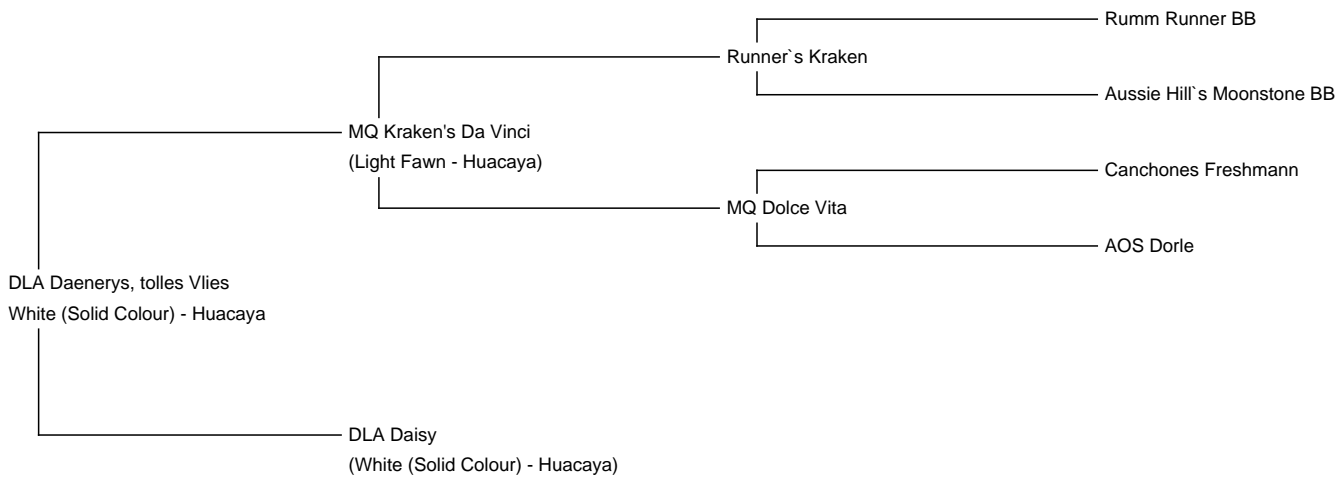 Rumm Runner BB
Runner`s Kraken
Aussie Hill`s Moonstone BB
MQ Kraken's Da Vinci
(Light Fawn - Huacaya)
Canchones Freshmann
MQ Dolce Vita
AOS Dorle
DLA Daenerys, tolles Vlies
White (Solid Colour) - Huacaya
DLA Daisy
(White (Solid Colour) - Huacaya)